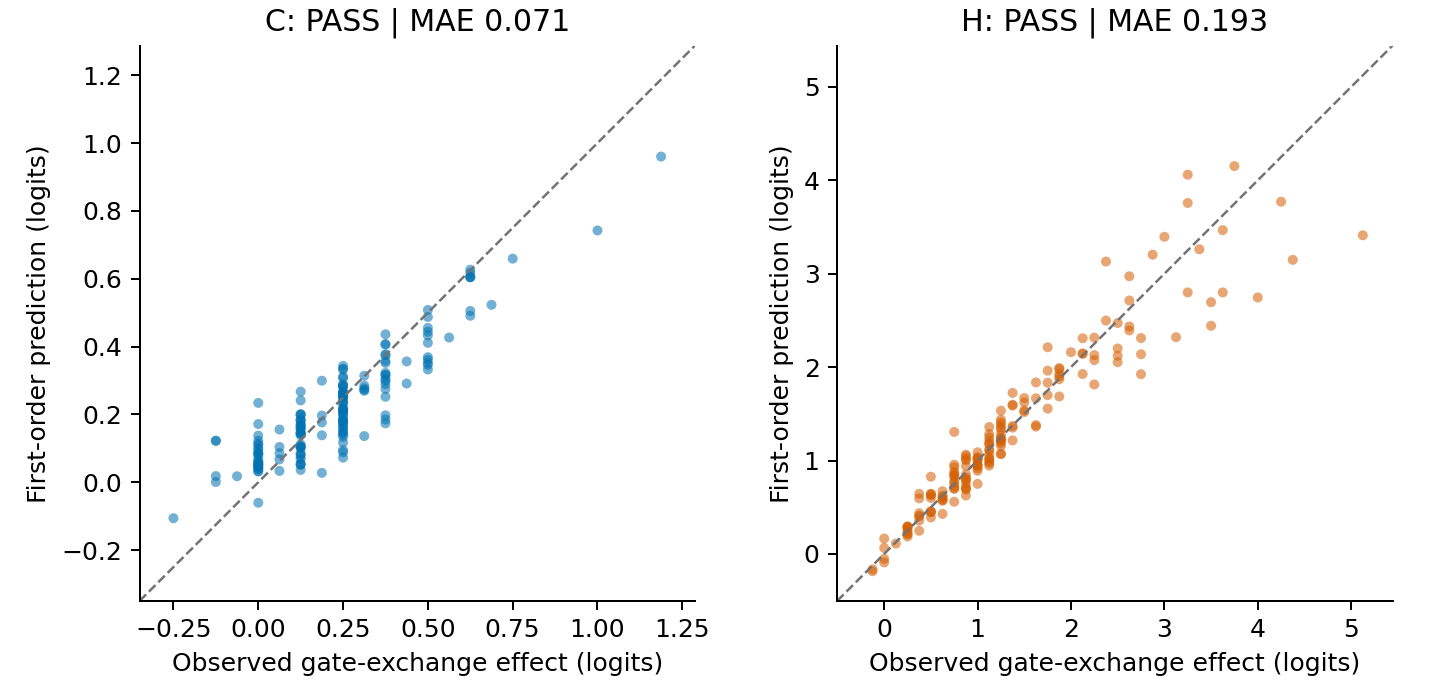 C: PASS | MAE 0.071
First-order prediction (logits)
1.2
1.0
0.8
0.6
0.4
0.2
0.0
−0.2
−0.25 0.00 0.25 0.50 0.75 1.00 1.25
Observed gate-exchange effect (logits)
H: PASS | MAE 0.193
First-order prediction (logits)
5
4
3
2
1
0
0 1 2 3 4 5
Observed gate-exchange effect (logits)